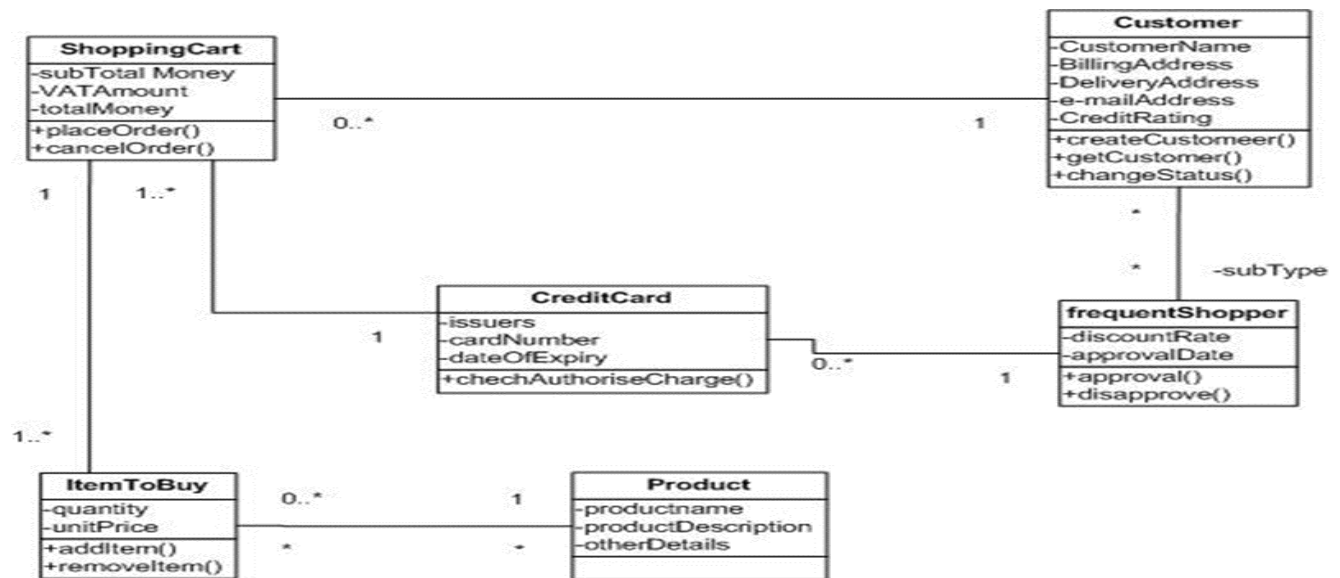 ShoppingCart
-subTotal Money
-VATAmount
-totalMoney
+placeOrder()
+cancelOrder()
0..*
1
Customer
-CustomerName
-BillingAddress
-DeliveryAddress
-e-mailAddress
-CreditRating
+createCustomeer()
+getCustomer()
+changeStatus()
1
1..*
*
*
-subType
CreditCard
-issuers
-cardNumber
-dateOfExpiry
+chechAuthoriseCharge()
1
0..*
1
frequentShopper
-discountRate
-approvalDate
+approval()
+disapprove()
1..*
ItemToBuy
-quantity
-unitPrice
+addItem()
+removeItem()
0..*
1
*
*
Product
-productname
-productDescription
-otherDetails